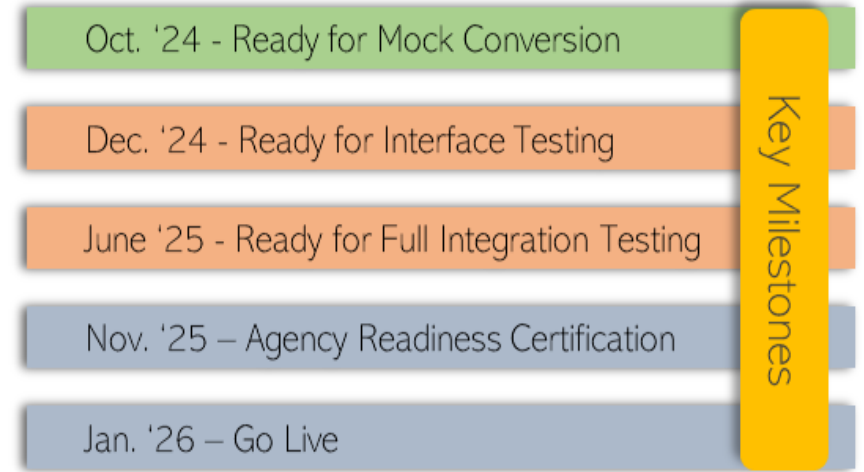 Oct. ‘24 - Ready for Mock Conversion
Dec. ‘24 - Ready for Interface Testing
June ‘25 - Ready for Full Integration Testing
Nov. ‘25 – Agency Readiness Certification
Jan. ‘26 – Go Live
Key Milestones